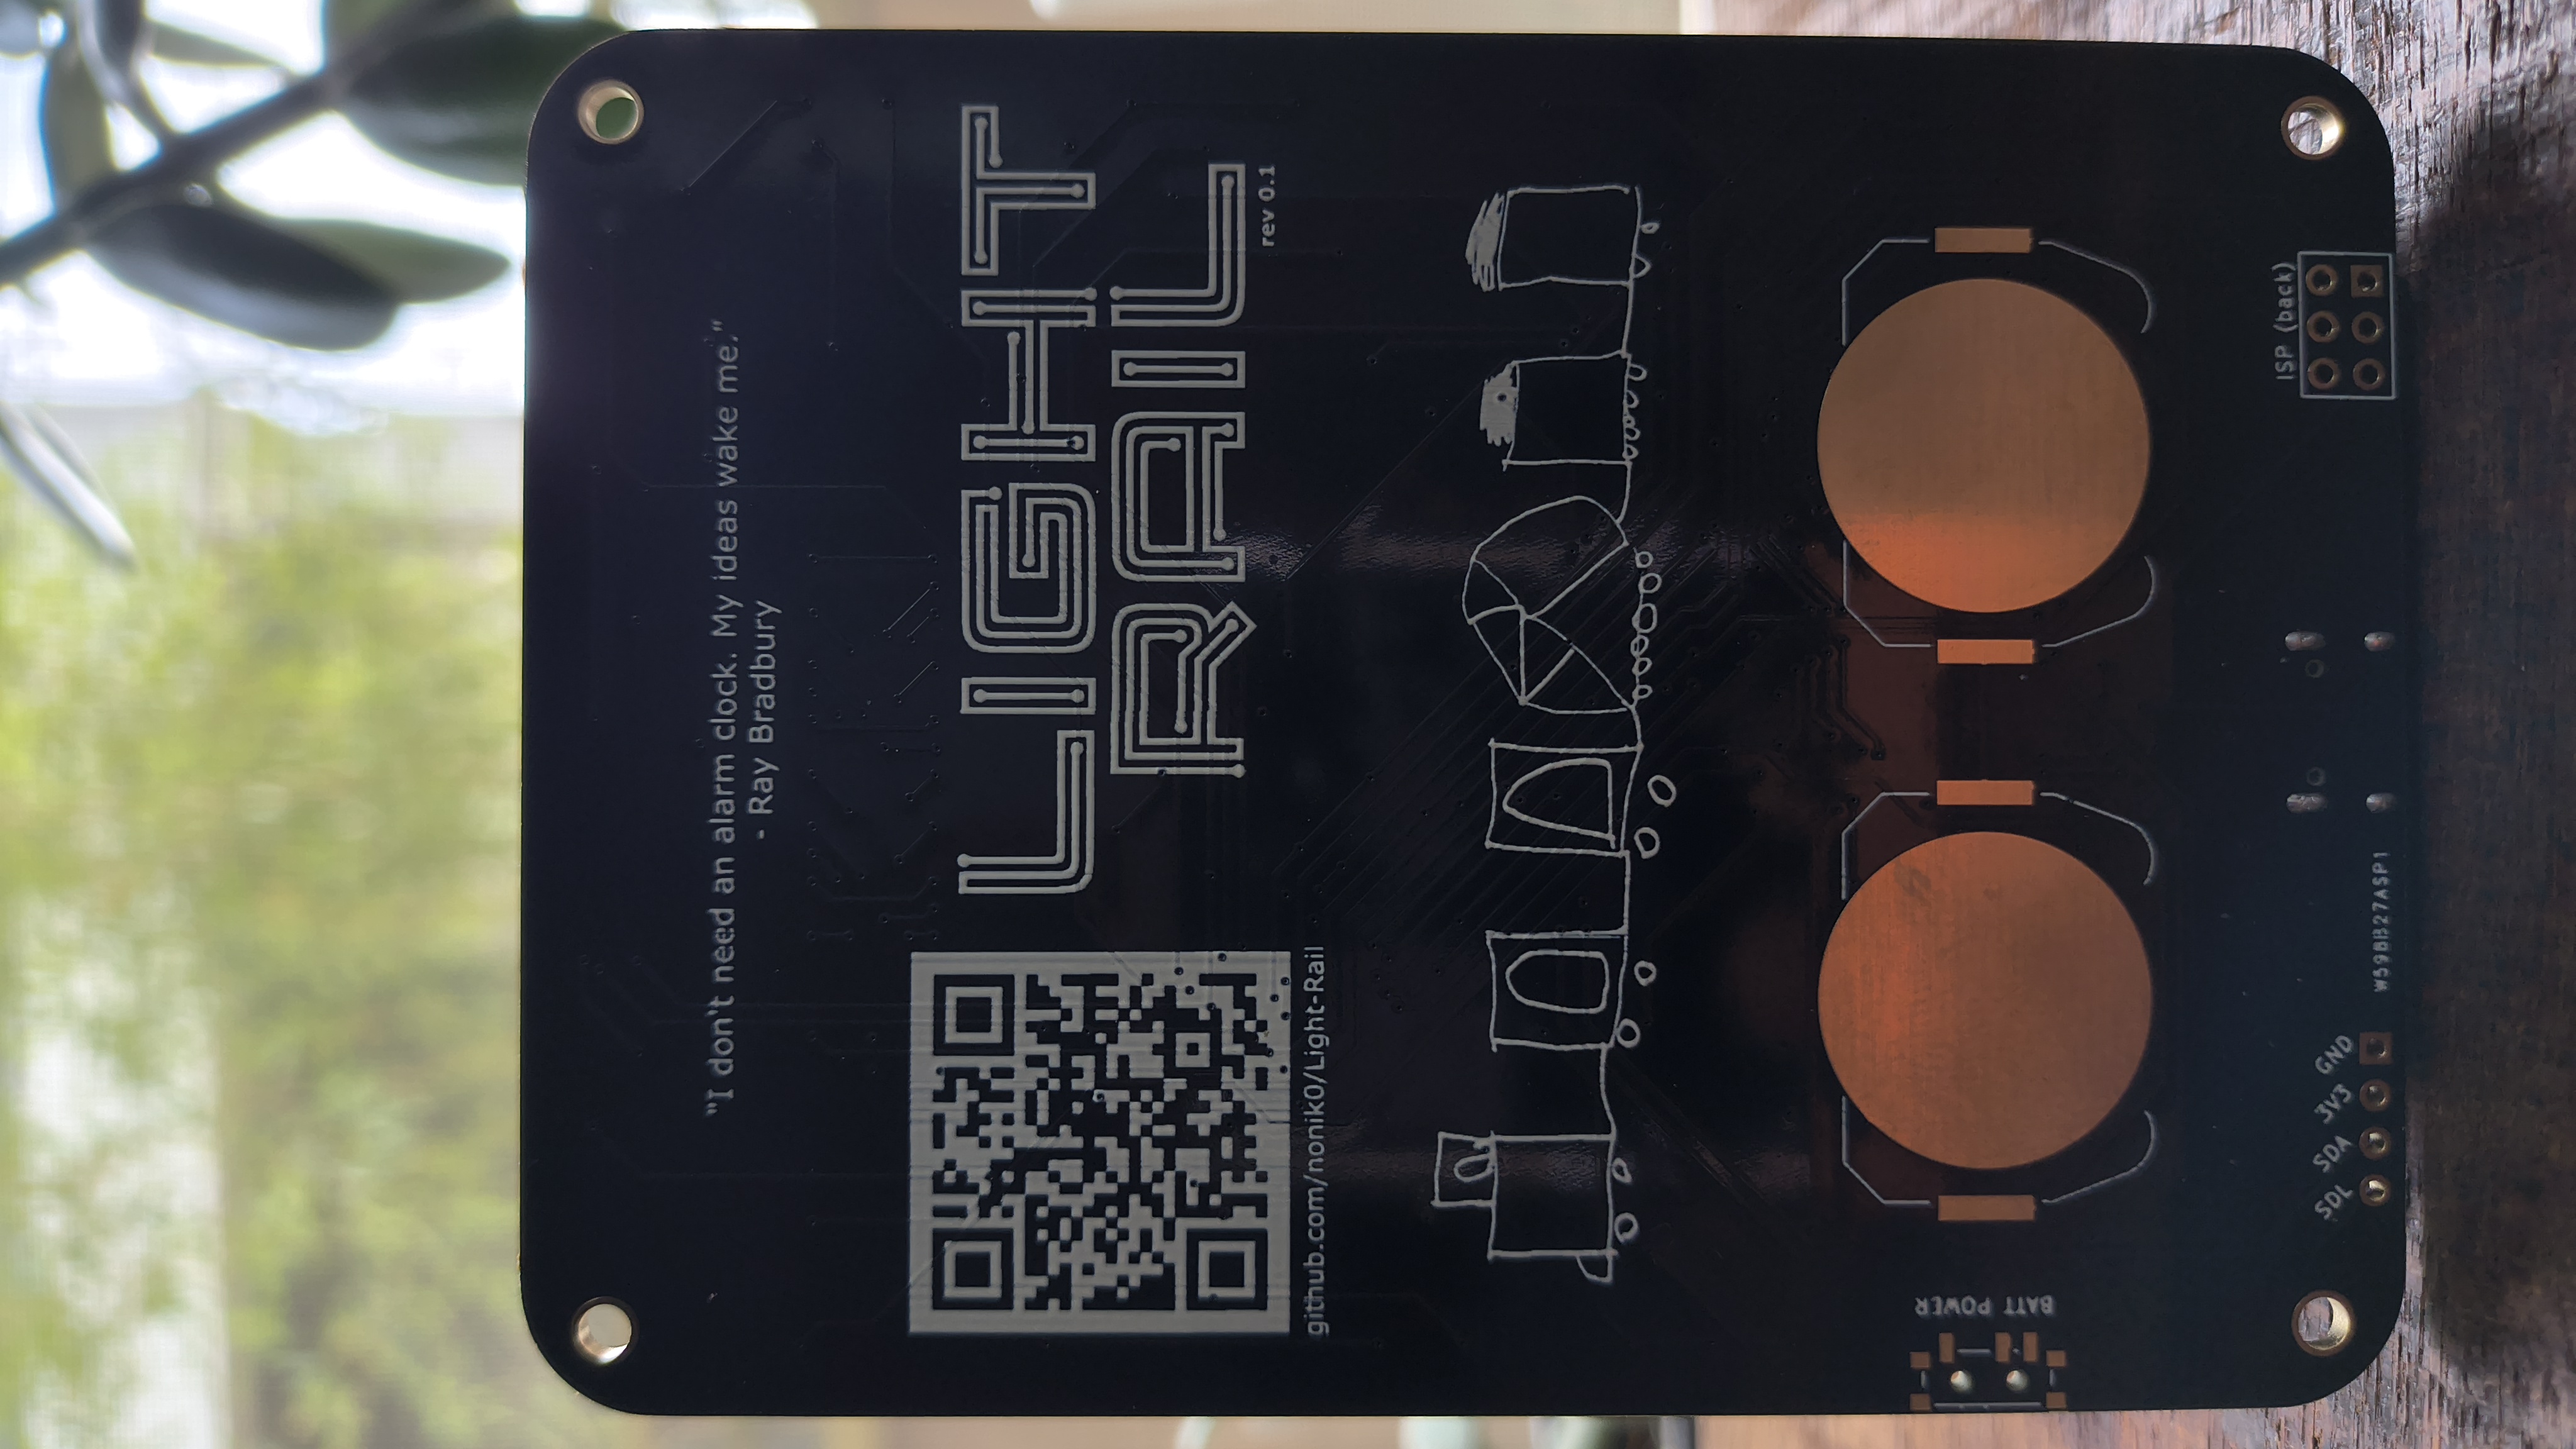 "I don't need an alarm clock. My ideas wake me."
- Ray Bradbury
LIGHT
RAIL
rev 0.1
github.com/nonik0/Light-Rail
BATT POWER
ISP (back)
SDL SDA 3V3 GND
W598B27ASP1